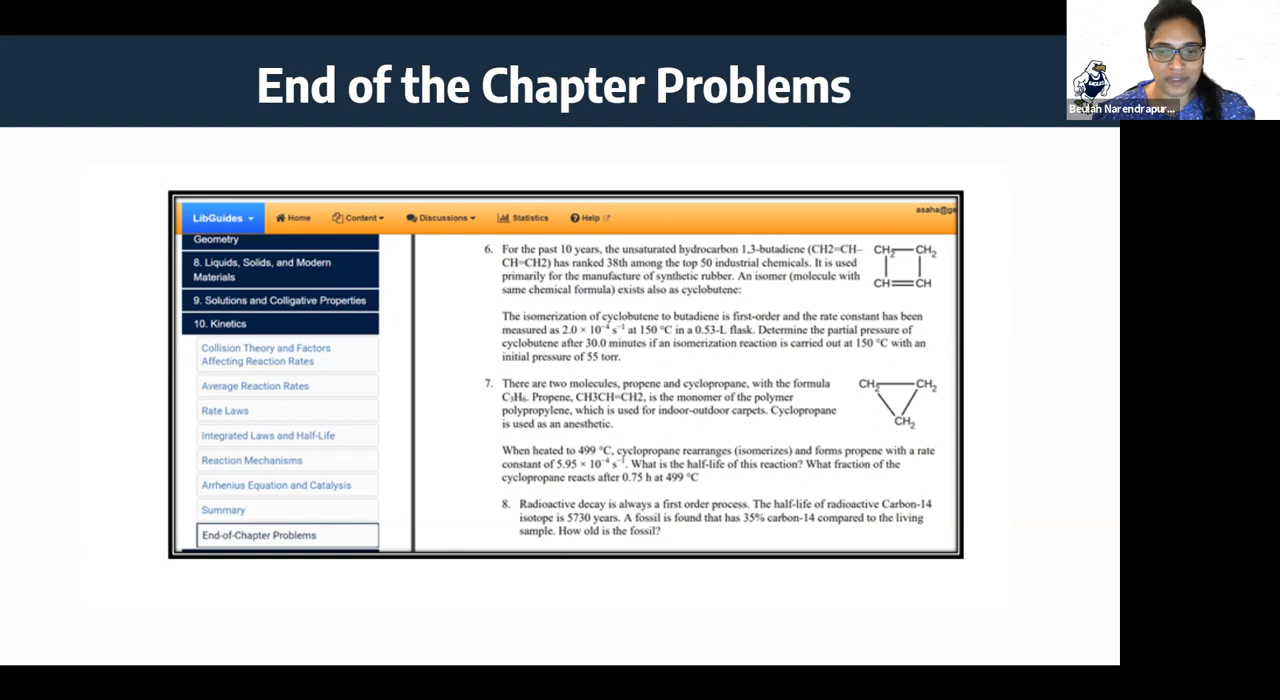 End of the Chapter Problems
Beulah Narendrapur...
LibGuides
Home
Content
Discussions
Statistics
Help
asaha@ge
Geometry
8. Liquids, Solids, and Modern
Materials
9. Solutions and Colligative Properties
10. Kinetics
Collision Theory and Factors
Affecting Reaction Rates
Average Reaction Rates
Rate Laws
Integrated Laws and Half-Life
Reaction Mechanisms
Arrhenius Equation and Catalysis
Summary
End-of-Chapter Problems
6. For the past 10 years, the unsaturated hydrocarbon 1,3-butadiene (CH2=CH–
CH=CH2) has ranked 38th among the top 50 industrial chemicals. It is used
primarily for the manufacture of synthetic rubber. An isomer (molecule with
same chemical formula) exists also as cyclobutene:
CH₂ CH₂
CH CH
The isomerization of cyclobutene to butadiene is first-order and the rate constant has been
measured as 2.0 × 10⁻⁴ s⁻¹ at 150 °C in a 0.53-L flask. Determine the partial pressure of
cyclobutene after 30.0 minutes if an isomerization reaction is carried out at 150 °C with an
initial pressure of 55 torr.
7. There are two molecules, propene and cyclopropane, with the formula
C₃H₆. Propene, CH3CH=CH2, is the monomer of the polymer
polypropylene, which is used for indoor-outdoor carpets. Cyclopropane
is used as an anesthetic.
CH₂ CH₂
CH₂
When heated to 499 °C, cyclopropane rearranges (isomerizes) and forms propene with a rate
constant of 5.95 × 10⁻⁴ s⁻¹. What is the half-life of this reaction? What fraction of the
cyclopropane reacts after 0.75 h at 499 °C
8. Radioactive decay is always a first order process. The half-life of radioactive Carbon-14
isotope is 5730 years. A fossil is found that has 35% carbon-14 compared to the living
sample. How old is the fossil?